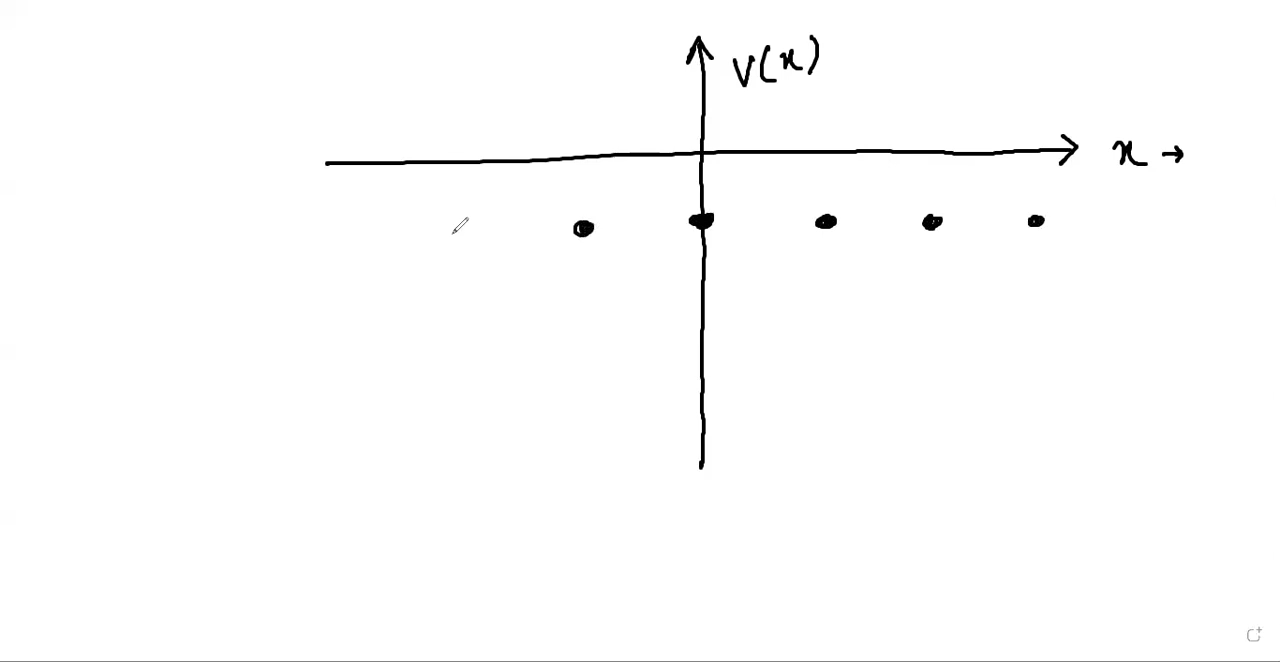 V(x)
x →